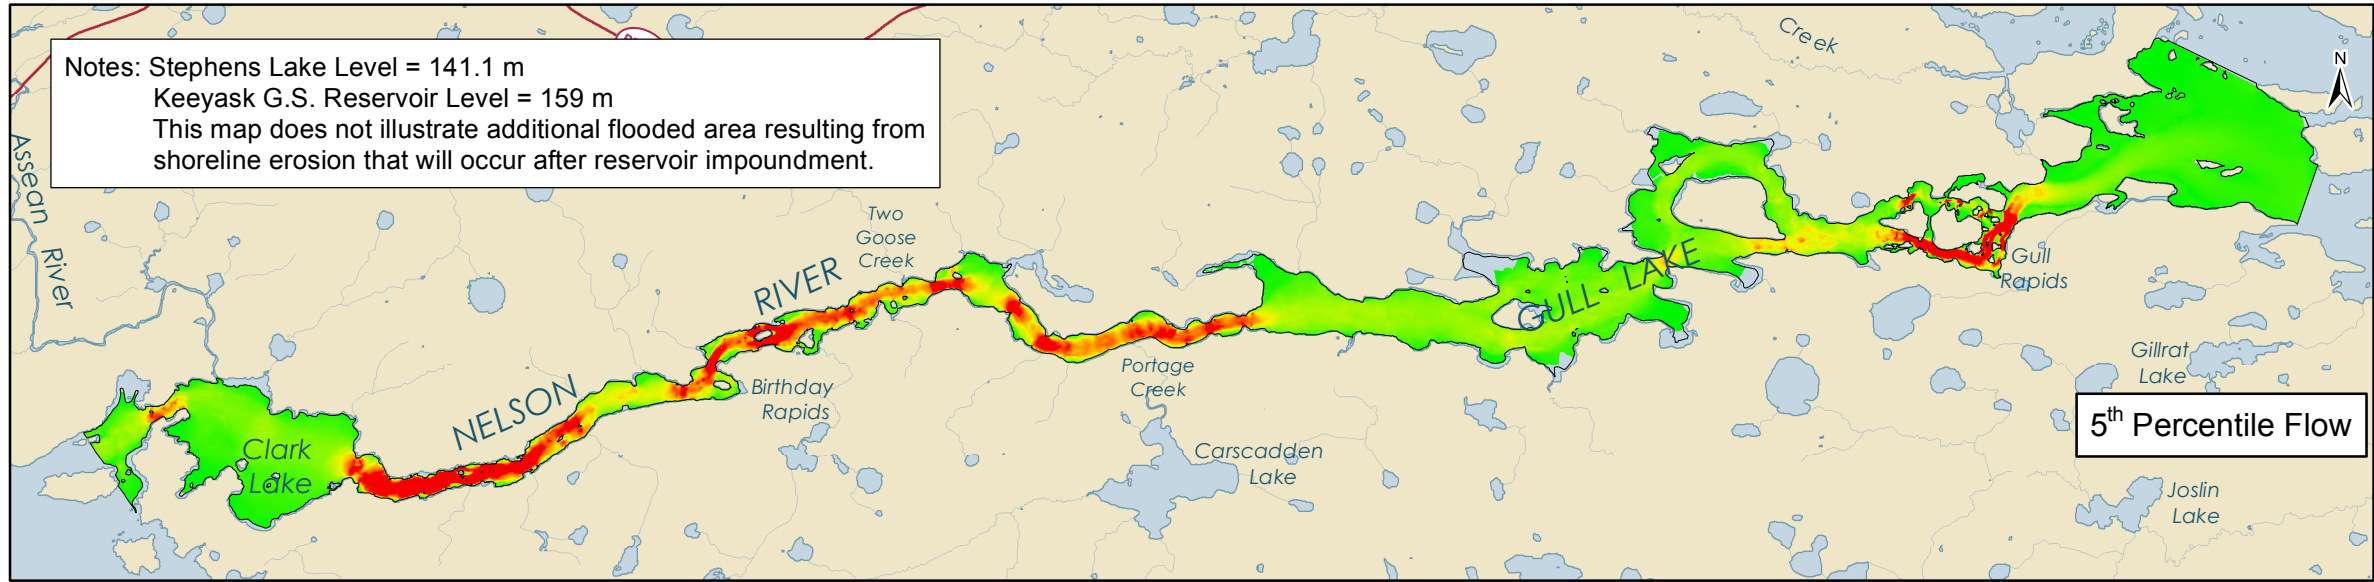 Notes: Stephens Lake Level = 141.1 m
Keeyask G.S. Reservoir Level = 159 m
This map does not illustrate additional flooded area resulting from
shoreline erosion that will occur after reservoir impoundment.
Creek
N
Assean
River
Two
Goose
Creek
RIVER
NELSON
Birthday
Rapids
Clark
Lake
Portage
Creek
Carscadden
Lake
GULL LAKE
Gull
Rapids
Gillrat
Lake
5th Percentile Flow
Joslin
Lake